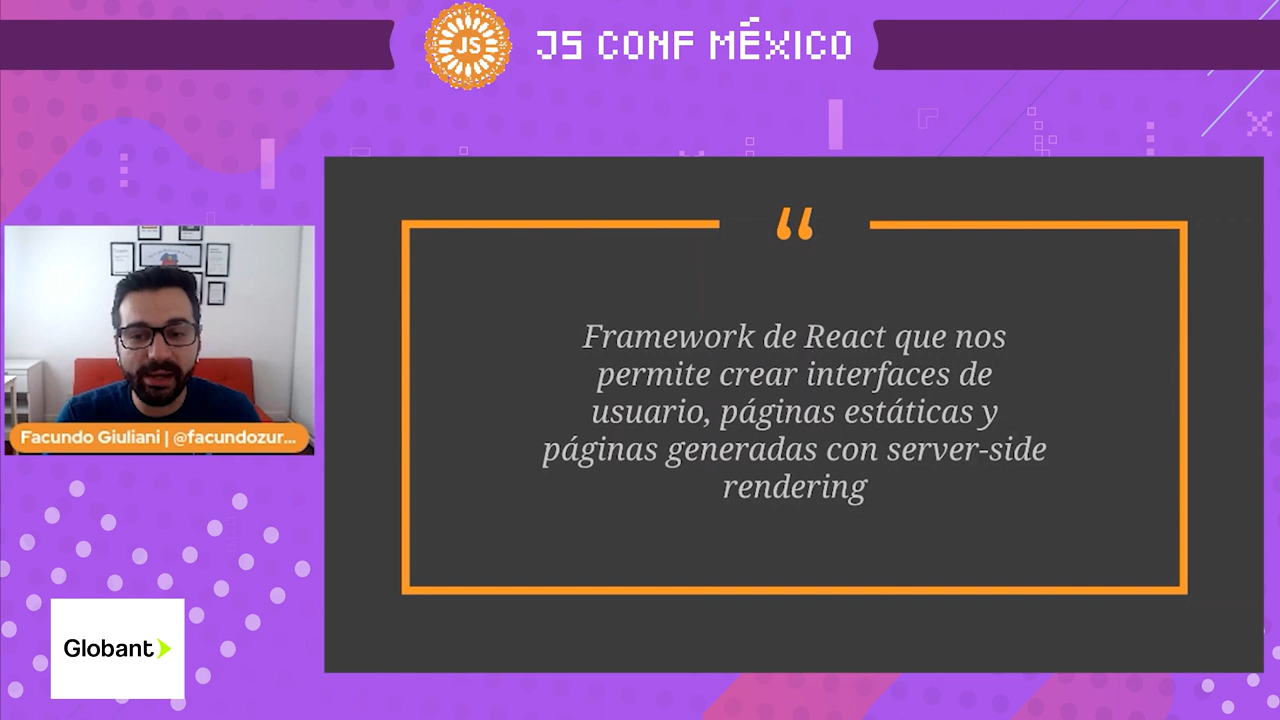 JS
JS CONF MÉXICO
“
Framework de React que nos
permite crear interfaces de
usuario, páginas estáticas y
páginas generadas con server-side
rendering
Facundo Giuliani | @facundozur...
Globant